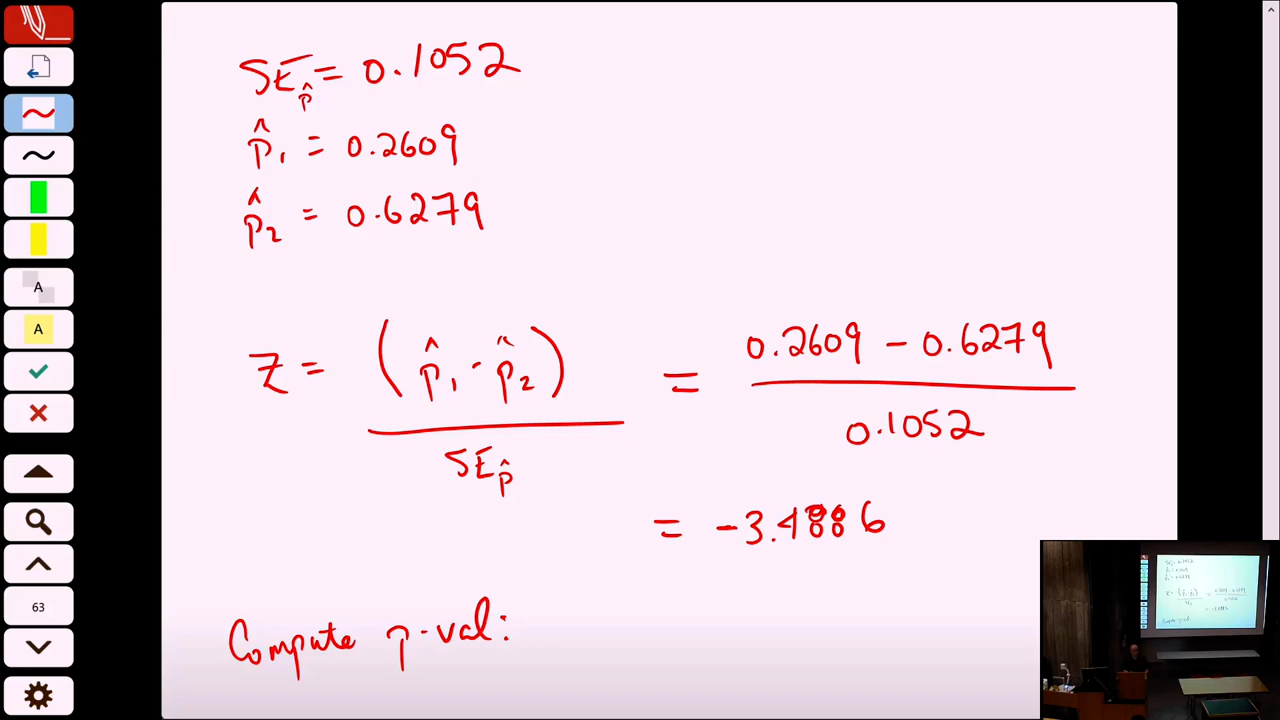 SE_p̂ = 0.1052
p̂₁ = 0.2609
p̂₂ = 0.6279
Z = (p̂₁ - p̂₂) / SE_p̂ = (0.2609 - 0.6279) / 0.1052
= -3.4886
Compute p-val:
A
A
63